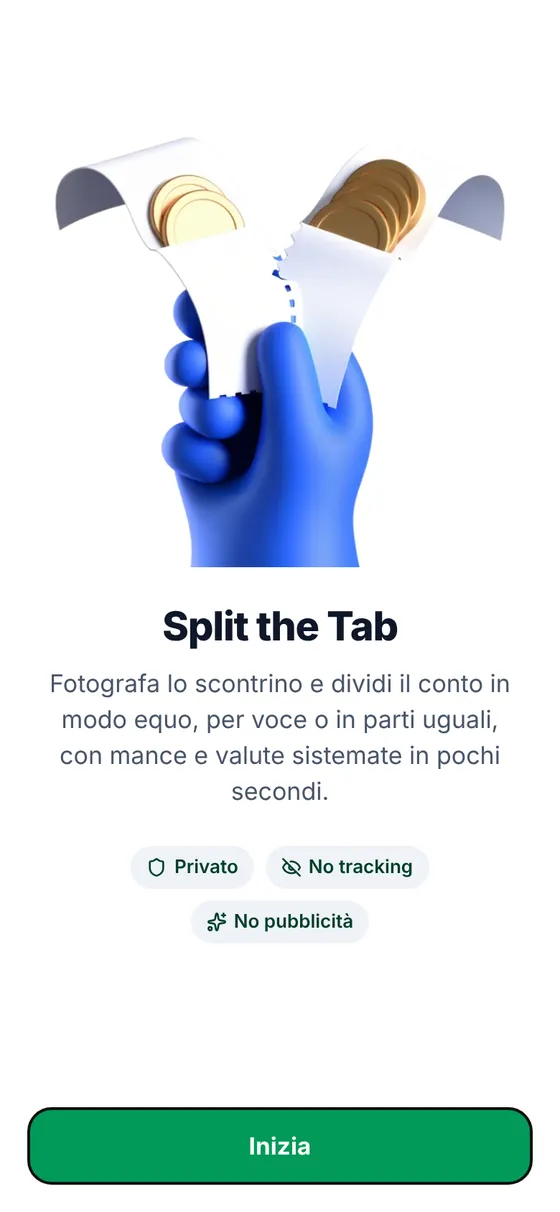 Split the Tab
Fotografa lo scontrino e dividi il conto in
modo equo, per voce o in parti uguali,
con mance e valute sistemate in pochi
secondi.
Privato
No tracking
No pubblicità
Inizia